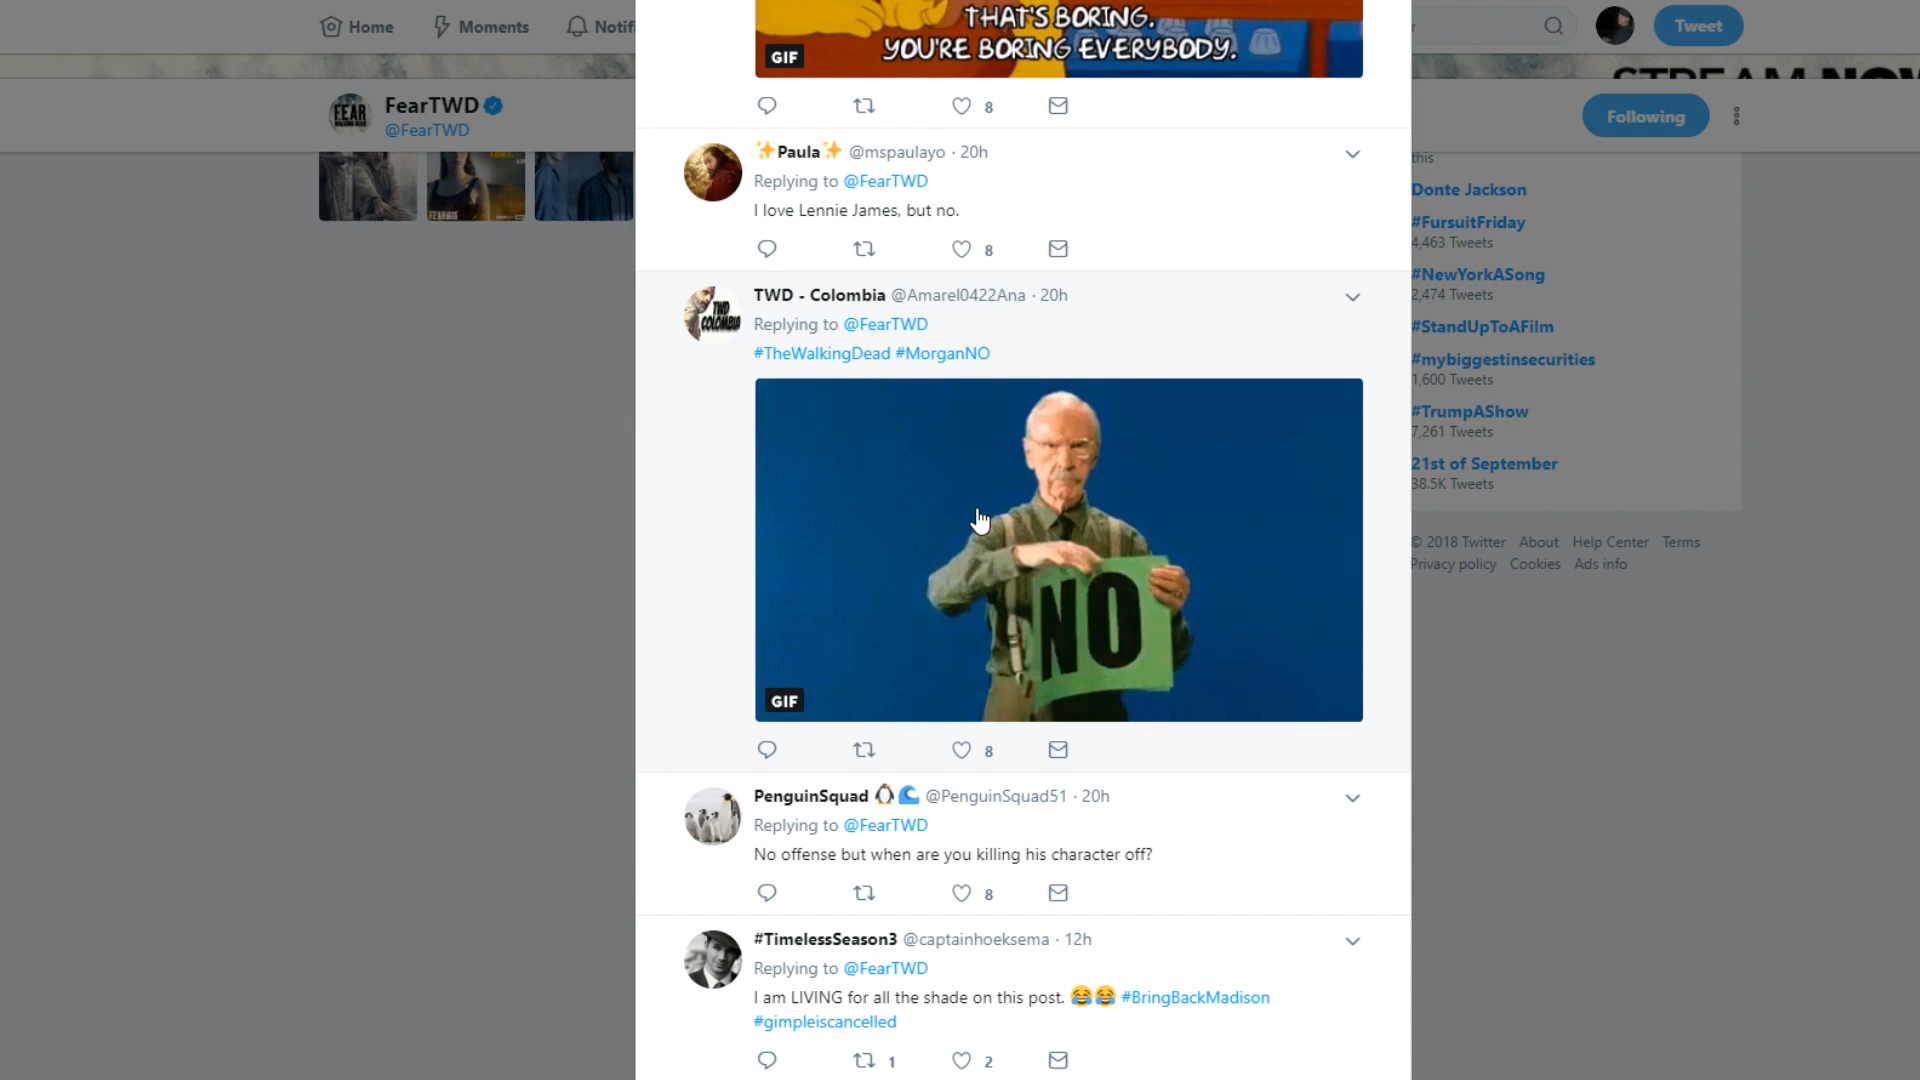 Home
Moments
Notifi
Tweet
THAT'S BORING.
YOU'RE BORING EVERYBODY.
GIF
8
FearTWD
@FearTWD
Following
Paula @mspaulayo · 20h
Replying to @FearTWD
I love Lennie James, but no.
8
TWD - Colombia @Amarel0422Ana · 20h
Replying to @FearTWD
#TheWalkingDead #MorganNO
NO
GIF
8
PenguinSquad @PenguinSquad51 · 20h
Replying to @FearTWD
No offense but when are you killing his character off?
8
#TimelessSeason3 @captainhoeksema · 12h
Replying to @FearTWD
I am LIVING for all the shade on this post. 😂😂 #BringBackMadison
#gimpleiscancelled
1
2
this
Donte Jackson
#FursuitFriday
4,463 Tweets
#NewYorkASong
2,474 Tweets
#StandUpToAFilm
#mybiggestinsecurities
1,600 Tweets
#TrumpAShow
7,261 Tweets
21st of September
38.5K Tweets
© 2018 Twitter About Help Center Terms
Privacy policy Cookies Ads info